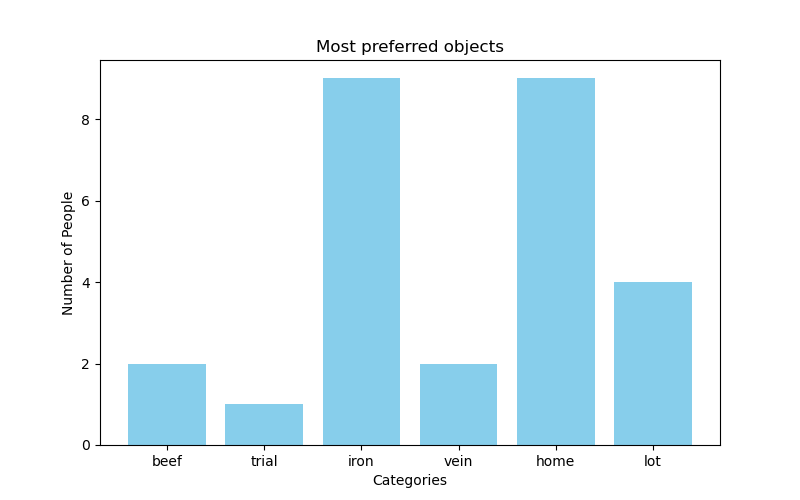 Most preferred objects
Number of People
8
6
4
2
0
beef trial iron vein home lot
Categories